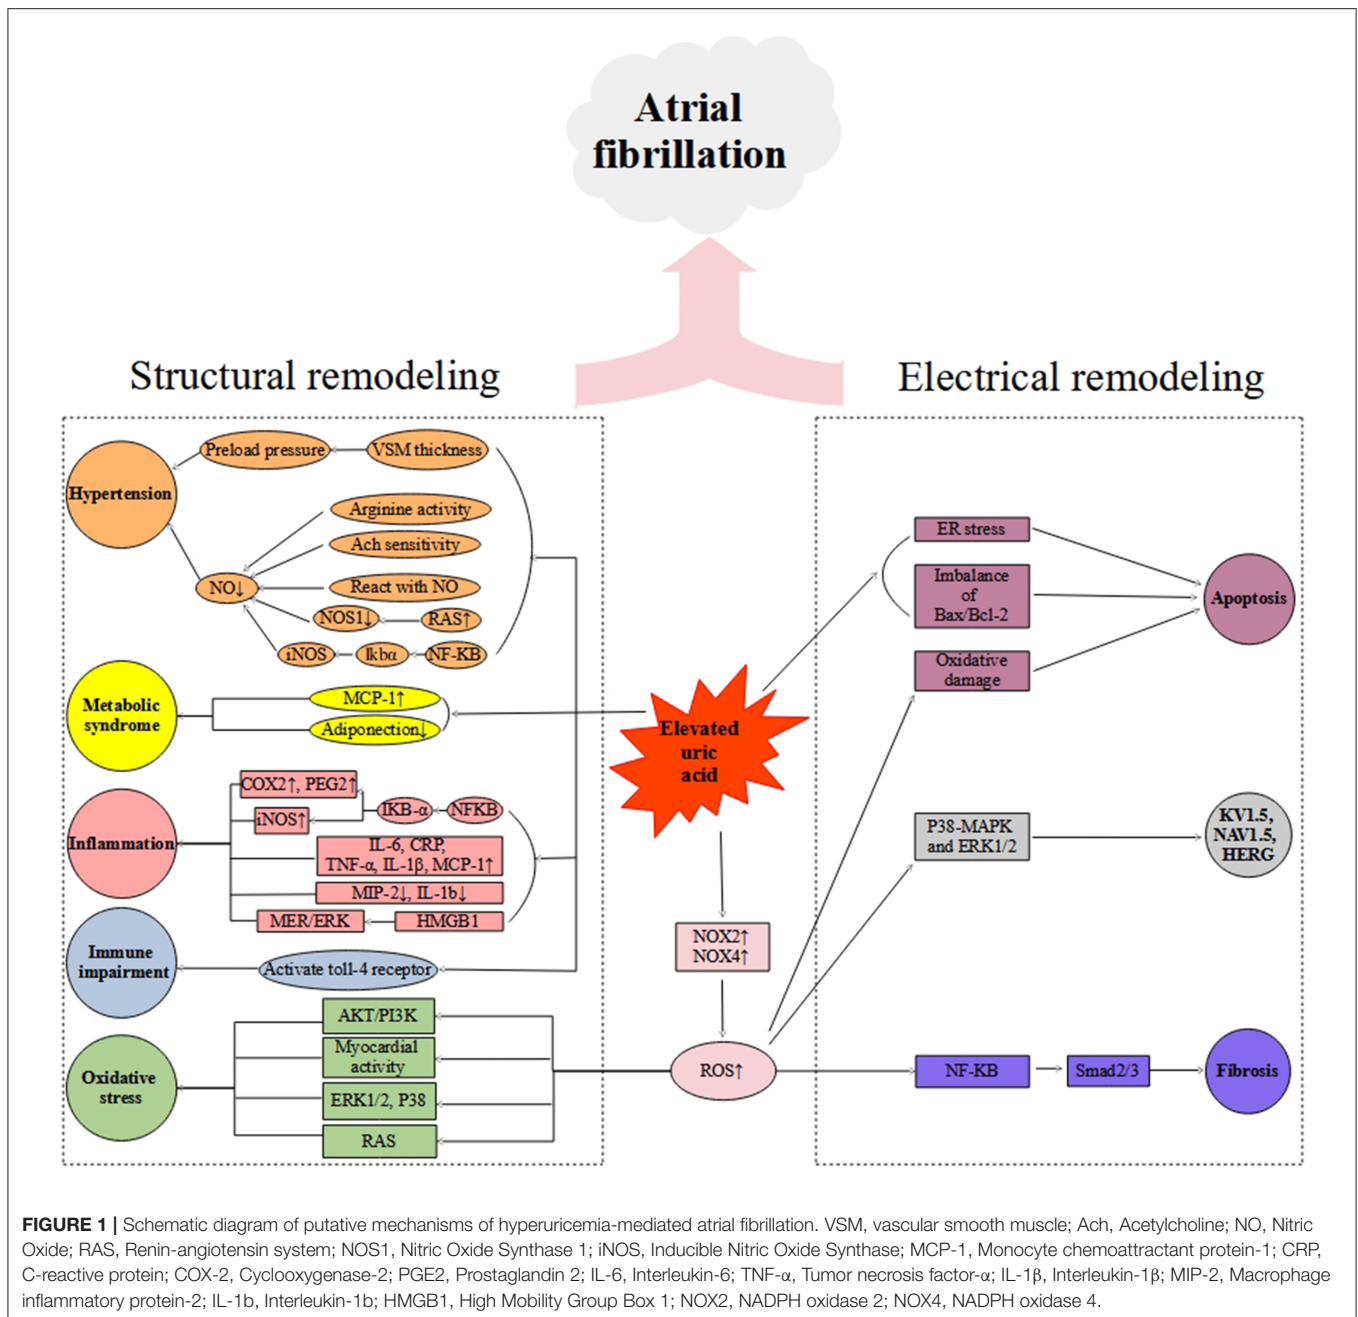 Atrial
fibrillation
Structural remodeling
Electrical remodeling
Hypertension
Preload pressure
VSM thickness
Arginine activity
Ach sensitivity
NO↓
React with NO
NOS1↓
RAS↑
iNOS
Ikbα
NF-KB
Metabolic
syndrome
MCP-1↑
Adiponection↓
Inflammation
COX2↑, PEG2↑
iNOS↑
IKB-α
NFKB
IL-6, CRP,
TNF-α, IL-1β, MCP-1↑
MIP-2↓, IL-1b↓
MER/ERK
HMGB1
Immune
impairment
Activate toll-4 receptor
Oxidative
stress
AKT/PI3K
Myocardial
activity
ERK1/2, P38
RAS
Elevated
uric
acid
NOX2↑
NOX4↑
ROS↑
ER stress
Imbalance
of
Bax/Bcl-2
Oxidative
damage
Apoptosis
P38-MAPK
and ERK1/2
KV1.5,
NAV1.5,
HERG
NF-KB
Smad2/3
Fibrosis
FIGURE 1 | Schematic diagram of putative mechanisms of hyperuricemia-mediated atrial fibrillation. VSM, vascular smooth muscle; Ach, Acetylcholine; NO, Nitric
Oxide; RAS, Renin-angiotensin system; NOS1, Nitric Oxide Synthase 1; iNOS, Inducible Nitric Oxide Synthase; MCP-1, Monocyte chemoattractant protein-1; CRP,
C-reactive protein; COX-2, Cyclooxygenase-2; PGE2, Prostaglandin 2; IL-6, Interleukin-6; TNF-α, Tumor necrosis factor-α; IL-1β, Interleukin-1β; MIP-2, Macrophage
inflammatory protein-2; IL-1b, Interleukin-1b; HMGB1, High Mobility Group Box 1; NOX2, NADPH oxidase 2; NOX4, NADPH oxidase 4.